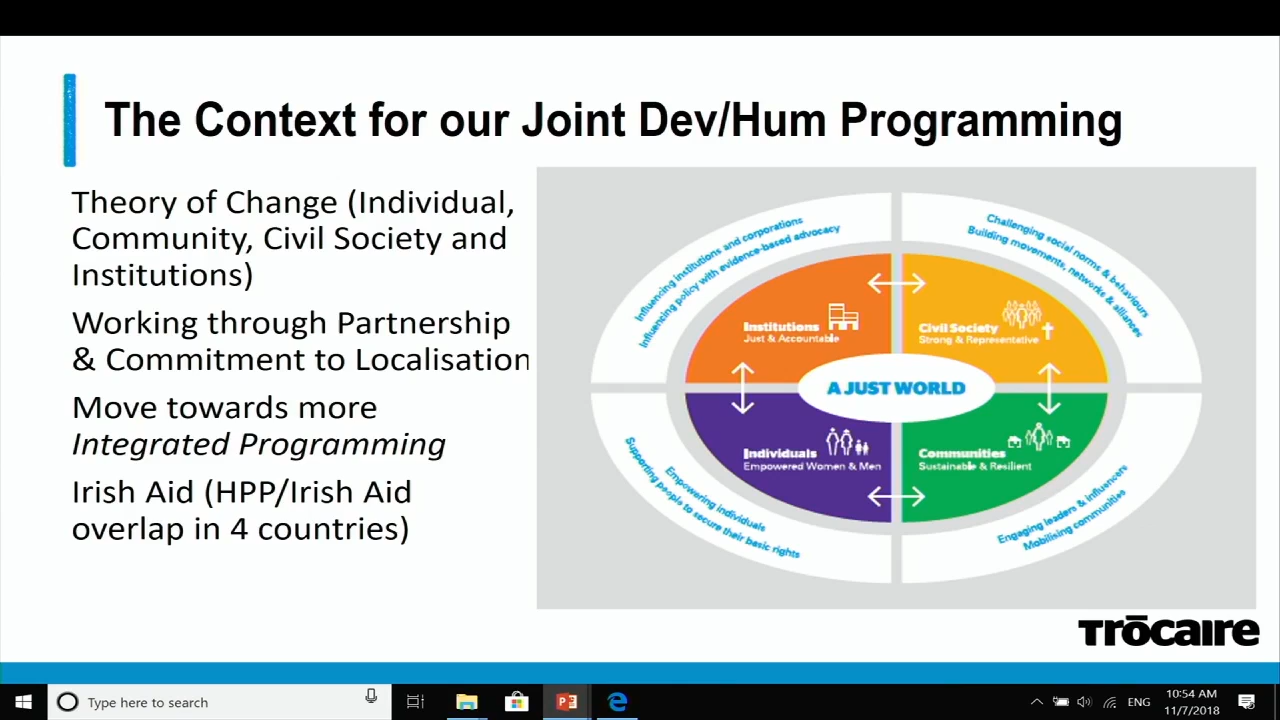 The Context for our Joint Dev/Hum Programming
Theory of Change (Individual,
Community, Civil Society and
Institutions)
Working through Partnership
& Commitment to Localisation
Move towards more
Integrated Programming
Irish Aid (HPP/Irish Aid
overlap in 4 countries)
Influencing institutions and corporations
Influencing policy with evidence-based advocacy
Challenging social norms & behaviours
Building movements, networks & alliances
Institutions
Just & Accountable
Civil Society
Strong & Representative
A JUST WORLD
Individuals
Empowered Women & Men
Communities
Sustainable & Resilient
Empowering individuals
Supporting people to secure their basic rights
Engaging leaders & influencers
Mobilising communities
Trōcaire
Type here to search
ENG
10:54 AM
11/7/2018